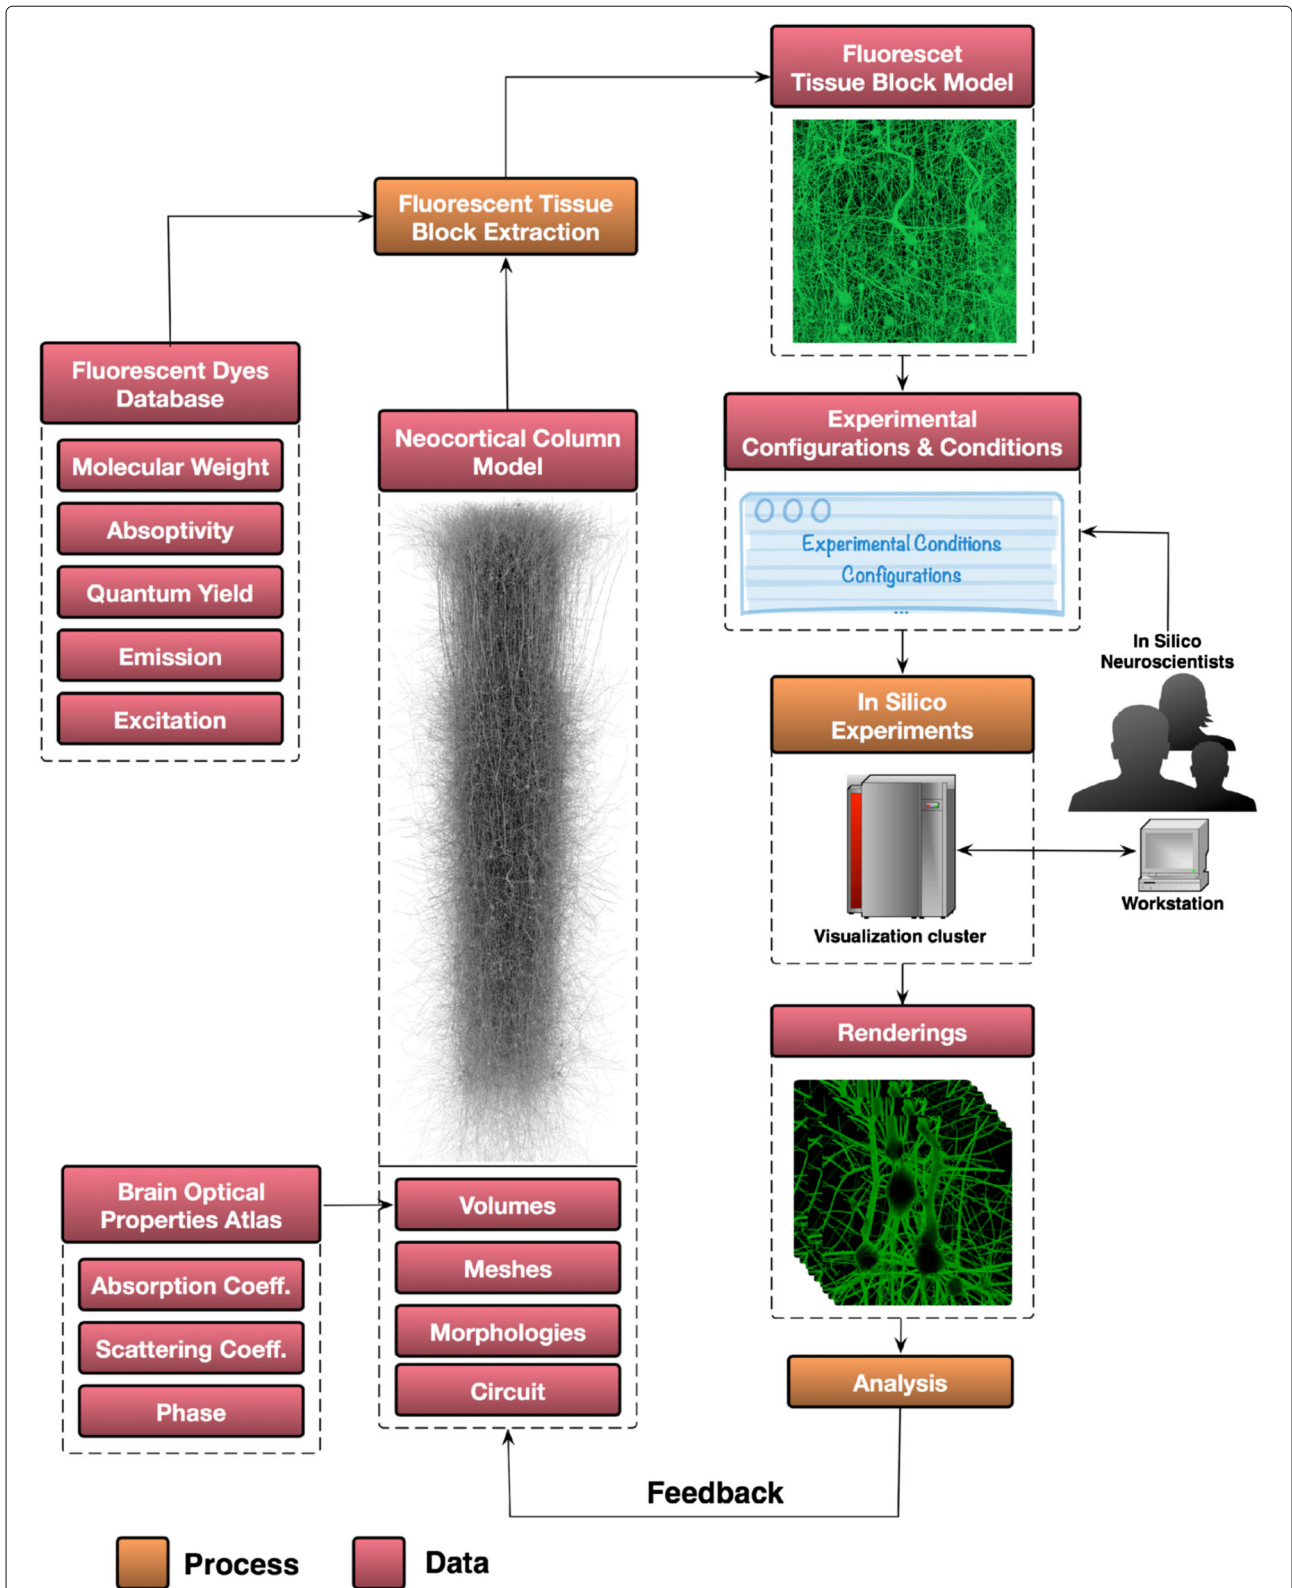 Fluorescet
Tissue Block Model
Fluorescent Tissue
Block Extraction
Fluorescent Dyes
Database
Molecular Weight
Absoptivity
Quantum Yield
Emission
Excitation
Neocortical Column
Model
Experimental
Configurations & Conditions
Experimental Conditions
Configurations
...
In Silico
Neuroscientists
In Silico
Experiments
Visualization cluster
Workstation
Renderings
Brain Optical
Properties Atlas
Absorption Coeff.
Scattering Coeff.
Phase
Volumes
Meshes
Morphologies
Circuit
Analysis
Feedback
Process
Data